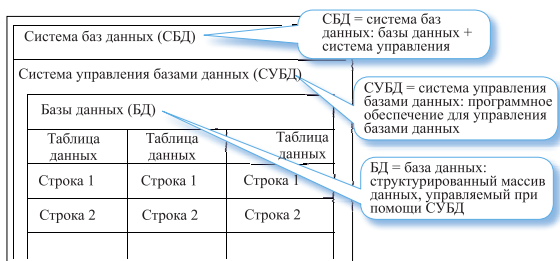 Система баз данных (СБД)
СБД = система баз
данных: базы данных +
система управления
Система управления базами данных (СУБД)
СУБД = система управления
базами данных: программное
обеспечение для управления
базами данных
Базы данных (БД)
БД = база данных:
структурированный массив
данных, управляемый при
помощи СУБД
Таблица данных Таблица данных Таблица данных
Строка 1 Строка 1 Строка 1
Строка 2 Строка 2 Строка 2